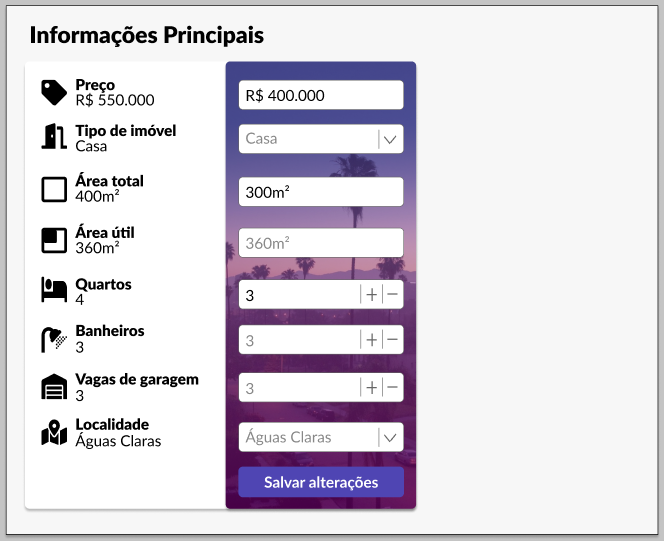 Informações Principais
Preço
R$ 550.000
R$ 400.000
Tipo de imóvel
Casa
Casa
Área total
400m²
300m²
Área útil
360m²
360m²
Quartos
4
3
Banheiros
3
3
Vagas de garagem
3
3
Localidade
Águas Claras
Águas Claras
Salvar alterações